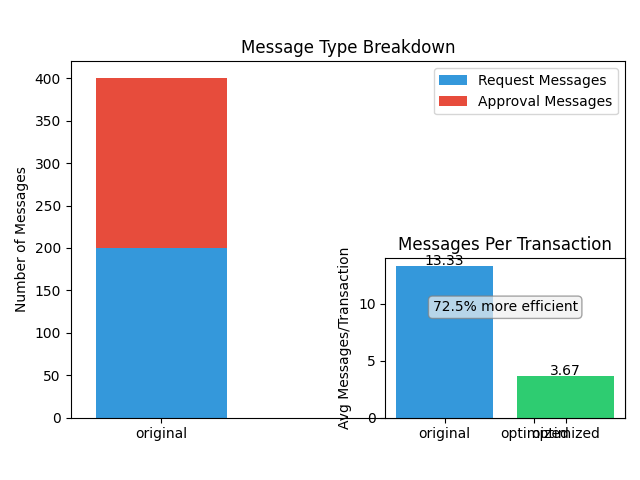 Message Type Breakdown
Number of Messages
400
350
300
250
200
150
100
50
0
original
optimized
Request Messages
Approval Messages
Messages Per Transaction
Avg Messages/Transaction
10
5
0
13.33
72.5% more efficient
3.67
original
optimized